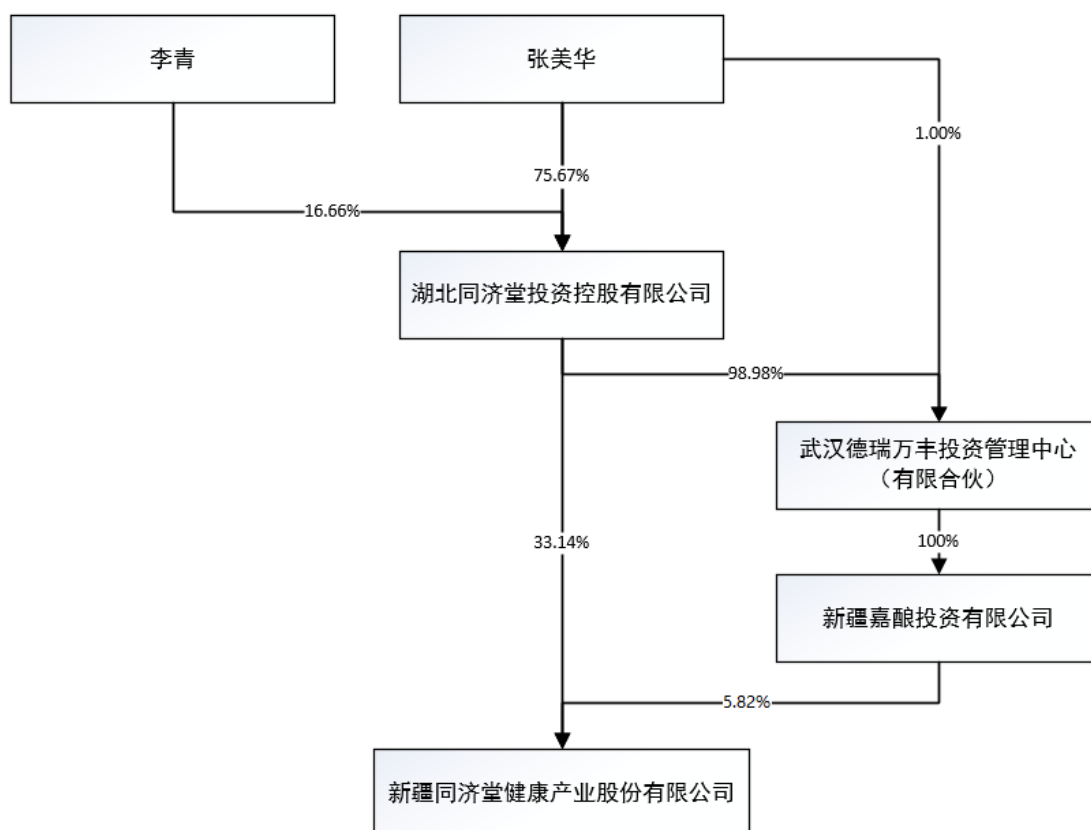 李青
张美华
1.00%
75.67%
16.66%
湖北同济堂投资控股有限公司
98.98%
武汉德瑞万丰投资管理中心
（有限合伙）
33.14%
100%
新疆嘉酿投资有限公司
5.82%
新疆同济堂健康产业股份有限公司